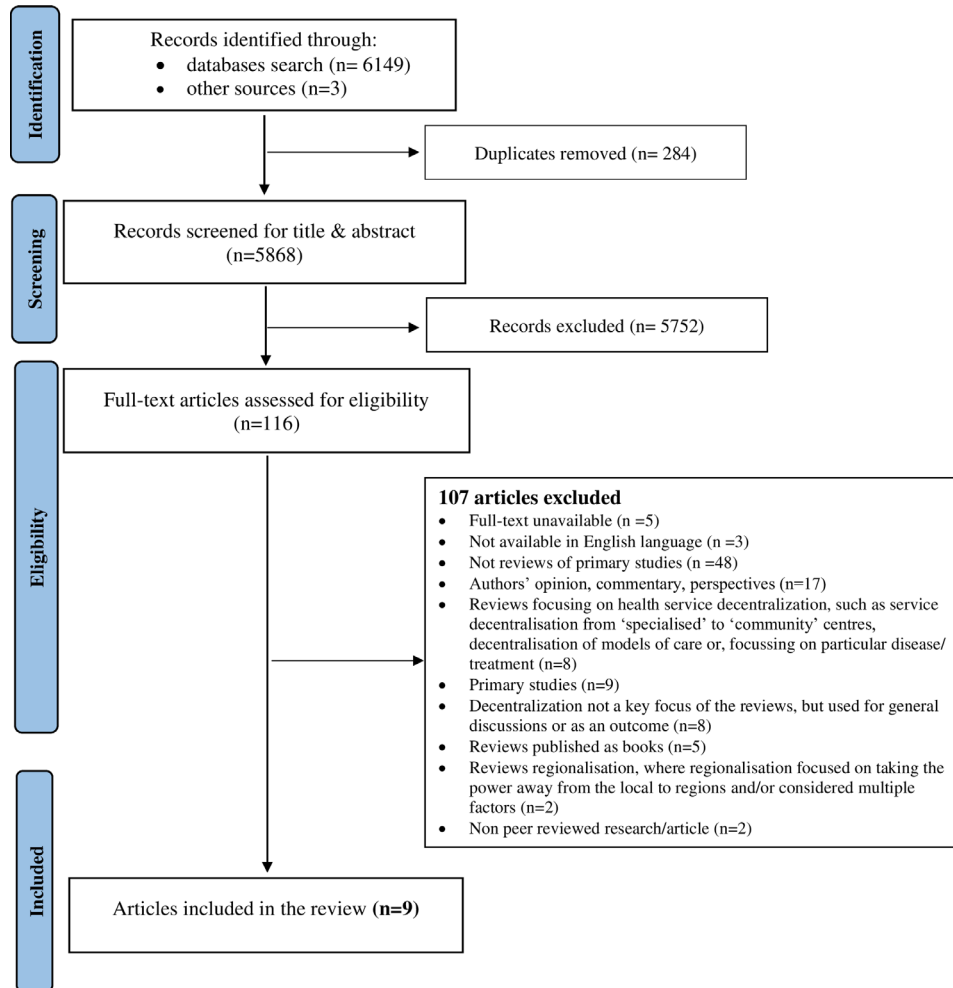 Identification
Records identified through:
• databases search (n= 6149)
• other sources (n=3)
Duplicates removed (n= 284)
Screening
Records screened for title & abstract
(n=5868)
Records excluded (n= 5752)
Eligibility
Full-text articles assessed for eligibility
(n=116)
107 articles excluded
• Full-text unavailable (n =5)
• Not available in English language (n =3)
• Not reviews of primary studies (n =48)
• Authors’ opinion, commentary, perspectives (n=17)
• Reviews focusing on health service decentralization, such as service
decentralisation from ‘specialised’ to ‘community’ centres,
decentralisation of models of care or, focussing on particular disease/
treatment (n=8)
• Primary studies (n=9)
• Decentralization not a key focus of the reviews, but used for general
discussions or as an outcome (n=8)
• Reviews published as books (n=5)
• Reviews regionalisation, where regionalisation focused on taking the
power away from the local to regions and/or considered multiple
factors (n=2)
• Non peer reviewed research/article (n=2)
Included
Articles included in the review (n=9)